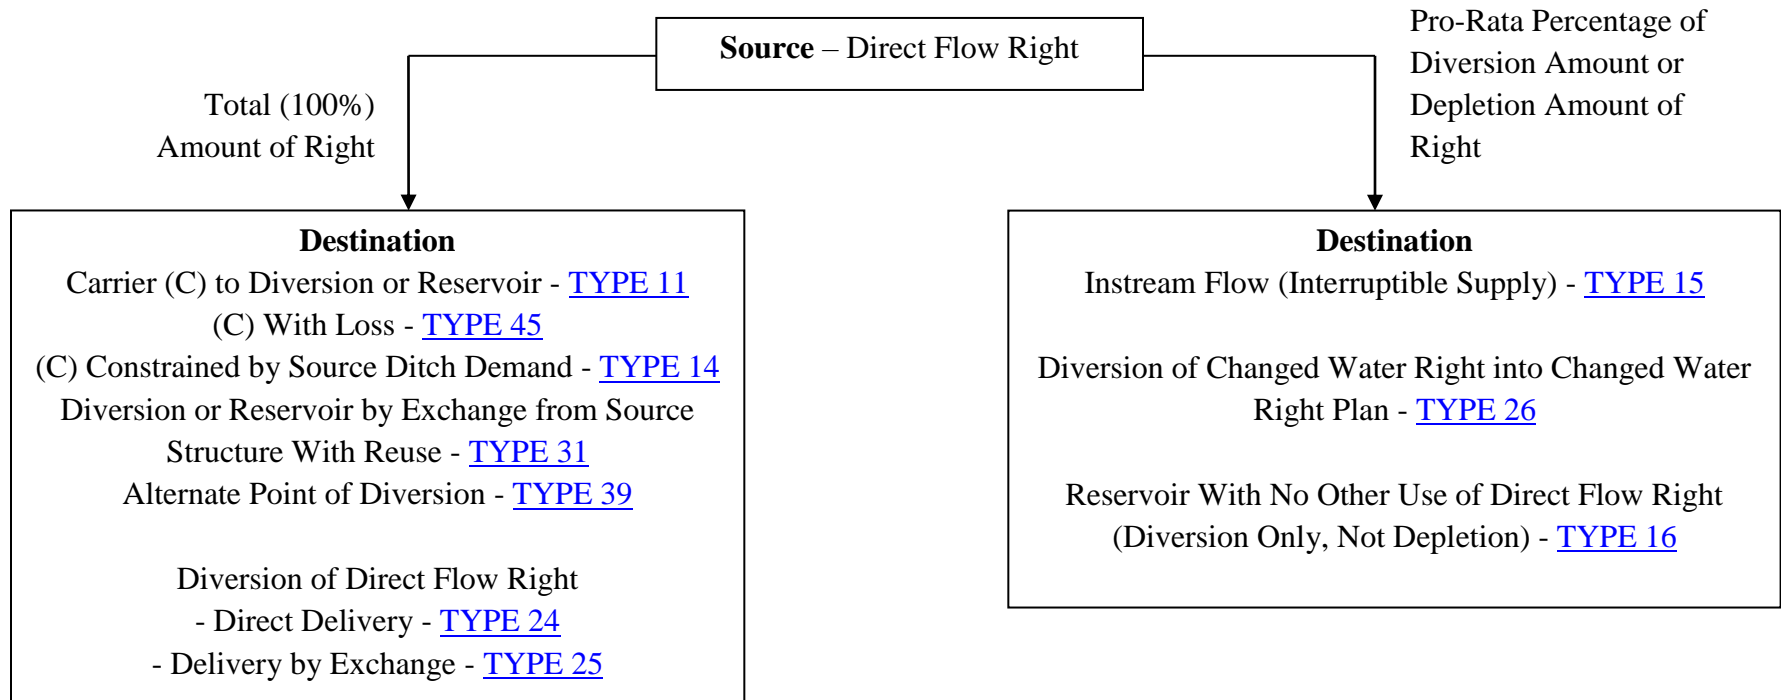 Source – Direct Flow Right
Total (100%)
Amount of Right
Pro-Rata Percentage of
Diversion Amount or
Depletion Amount of
Right
Destination
Carrier (C) to Diversion or Reservoir - TYPE 11
(C) With Loss - TYPE 45
(C) Constrained by Source Ditch Demand - TYPE 14
Diversion or Reservoir by Exchange from Source
Structure With Reuse - TYPE 31
Alternate Point of Diversion - TYPE 39
Diversion of Direct Flow Right
- Direct Delivery - TYPE 24
- Delivery by Exchange - TYPE 25
Destination
Instream Flow (Interruptible Supply) - TYPE 15
Diversion of Changed Water Right into Changed Water
Right Plan - TYPE 26
Reservoir With No Other Use of Direct Flow Right
(Diversion Only, Not Depletion) - TYPE 16